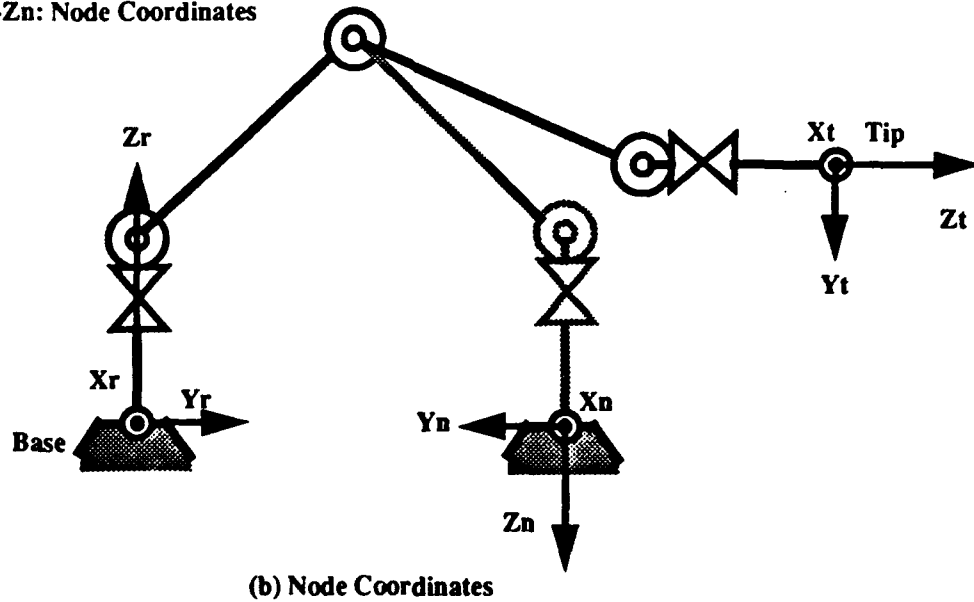 -Zn: Node Coordinates
Zr
Xt Tip
Zt
Yt
Xr
Yr
Base
Xn
Yn
Zn
(b) Node Coordinates